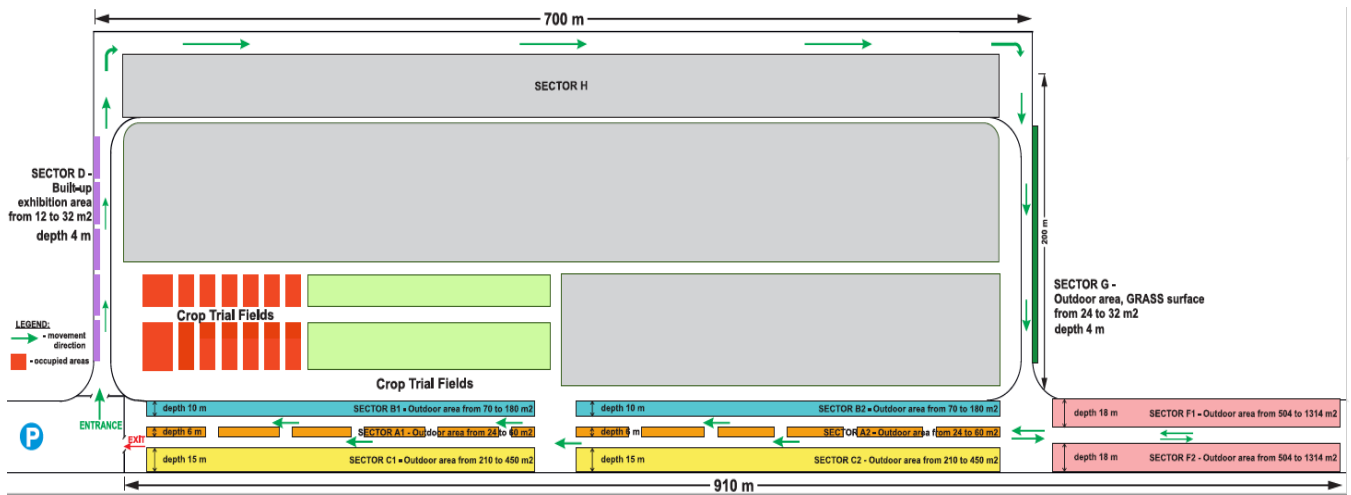 700 m
SECTOR H
SECTOR D -
Built-up
exhibition area
from 12 to 32 m2
depth 4 m
200 m
SECTOR G -
Outdoor area, GRASS surface
from 24 to 32 m2
depth 4 m
Crop Trial Fields
LEGEND:
- movement
direction
- occupied areas
Crop Trial Fields
ENTRANCE
EXIT
P
depth 10 m
SECTOR B1 - Outdoor area from 70 to 180 m2
depth 10 m
SECTOR B2 - Outdoor area from 70 to 180 m2
depth 18 m
SECTOR F1 - Outdoor area from 504 to 1314 m2
depth 6 m
SECTOR A1 - Outdoor area from 24 to 60 m2
depth 6 m
SECTOR A2 - Outdoor area from 24 to 60 m2
depth 15 m
SECTOR C1 - Outdoor area from 210 to 450 m2
depth 15 m
SECTOR C2 - Outdoor area from 210 to 450 m2
depth 18 m
SECTOR F2 - Outdoor area from 504 to 1314 m2
910 m